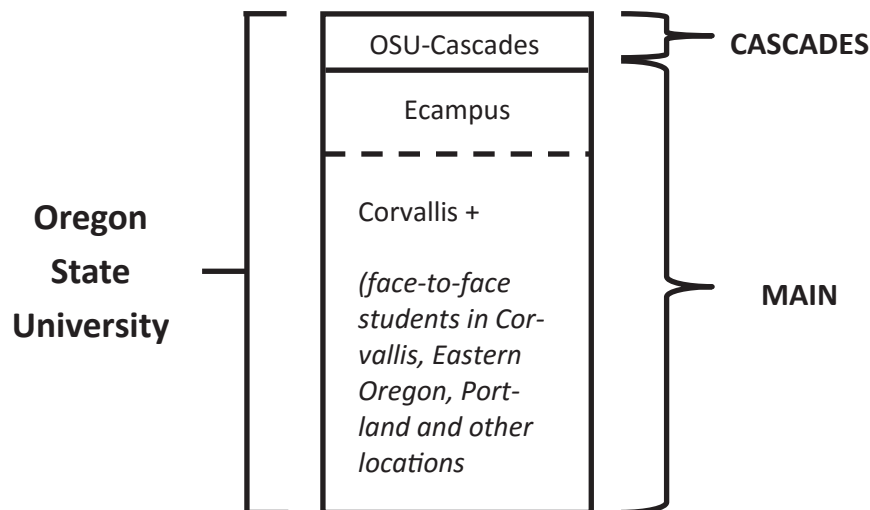 OSU-Cascades
CASCADES
Ecampus
Oregon
State
University
Corvallis +
(face-to-face
students in Cor-
vallis, Eastern
Oregon, Port-
land and other
locations
MAIN